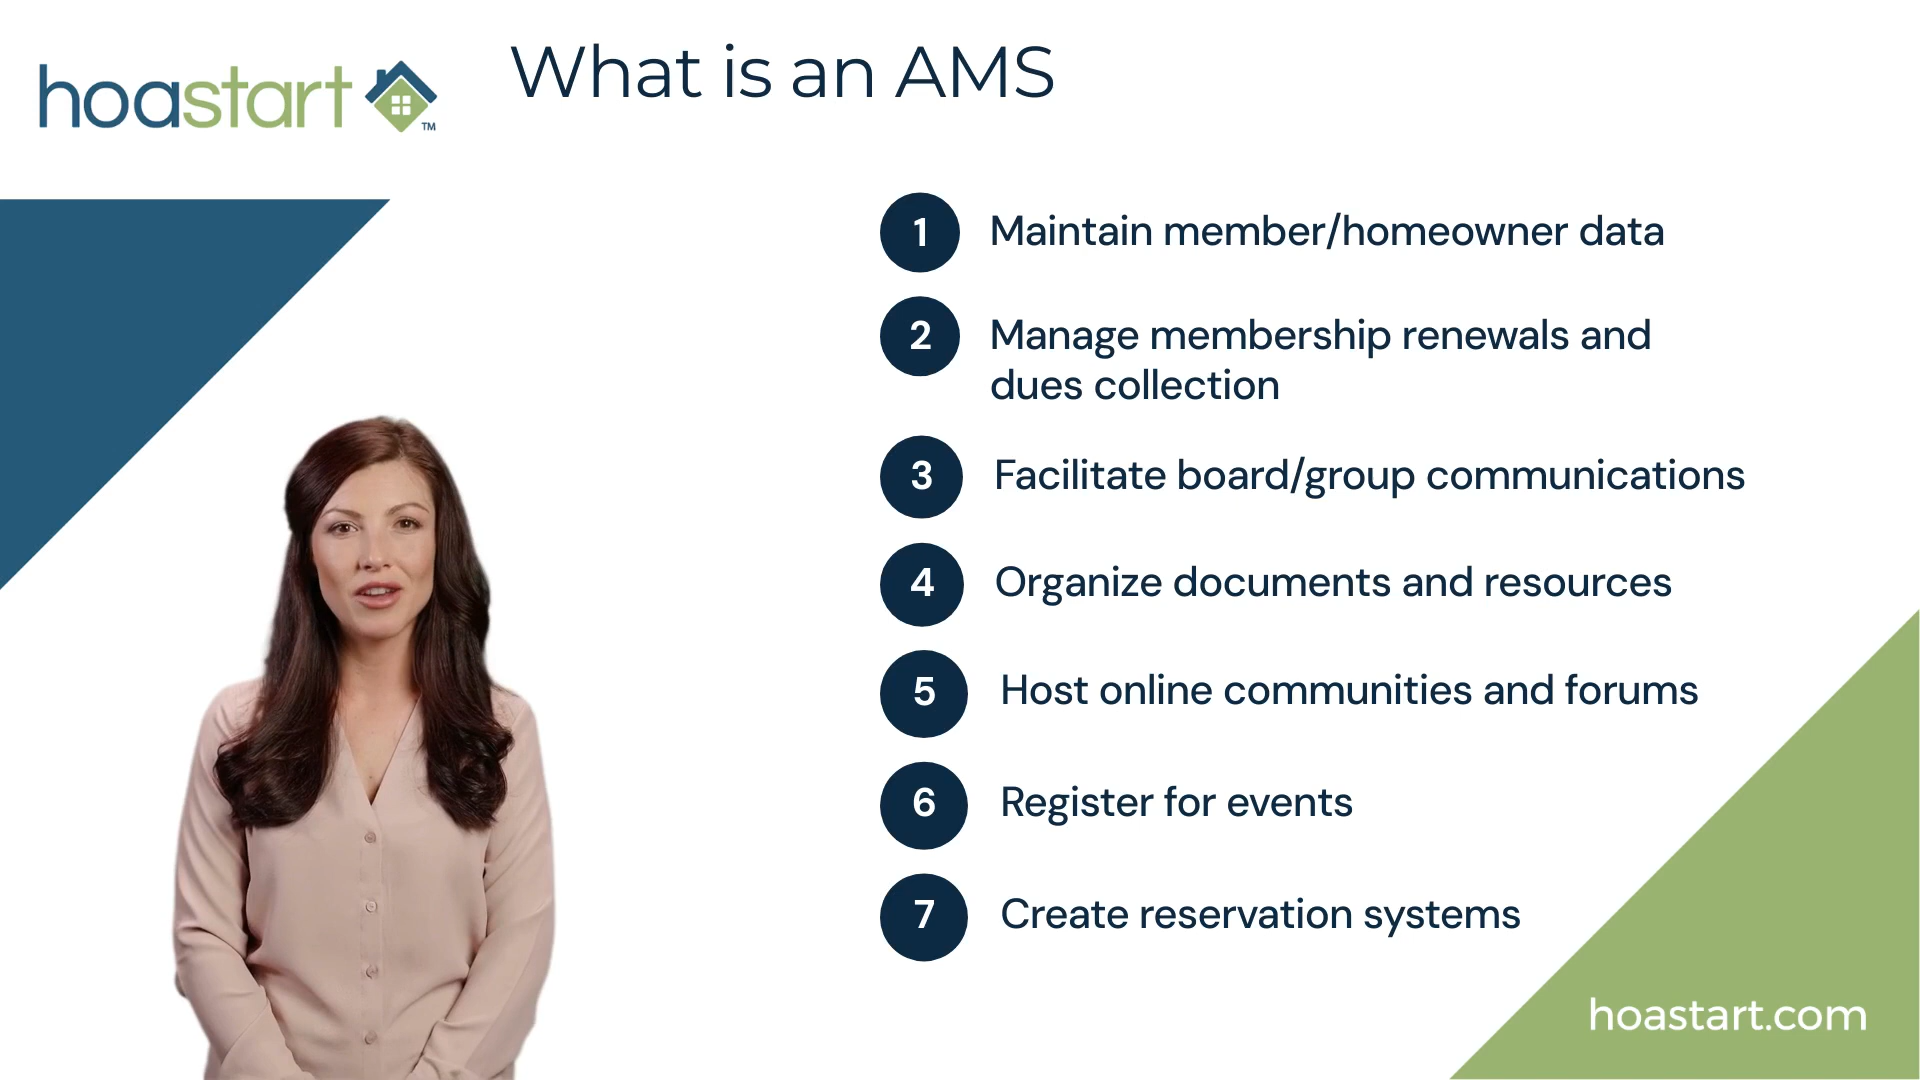 hoastart
TM
What is an AMS
1 Maintain member/homeowner data
2 Manage membership renewals and
dues collection
3 Facilitate board/group communications
4 Organize documents and resources
5 Host online communities and forums
6 Register for events
7 Create reservation systems
hoastart.com